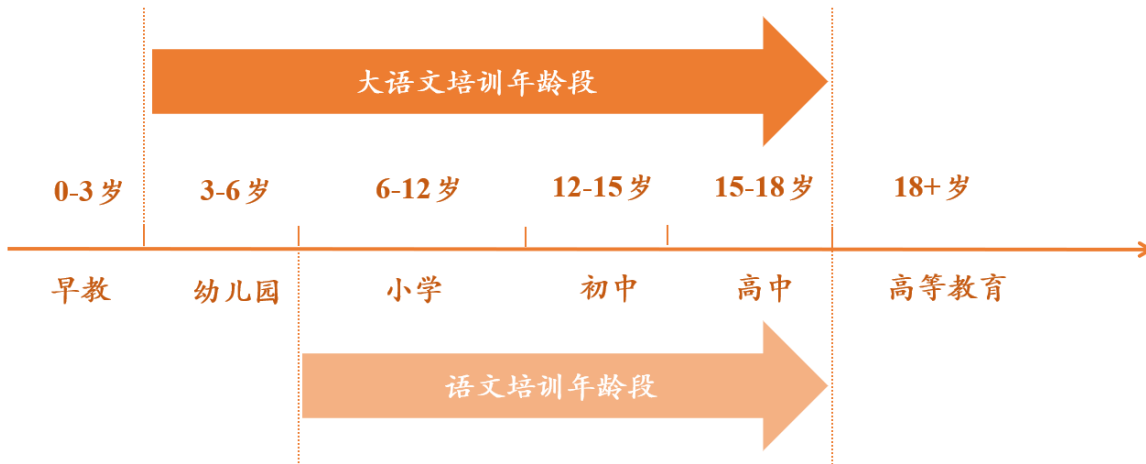 大语文培训年龄段
0-3岁 3-6岁 6-12岁 12-15岁 15-18岁 18+岁
早教 幼儿园 小学 初中 高中 高等教育
语文培训年龄段